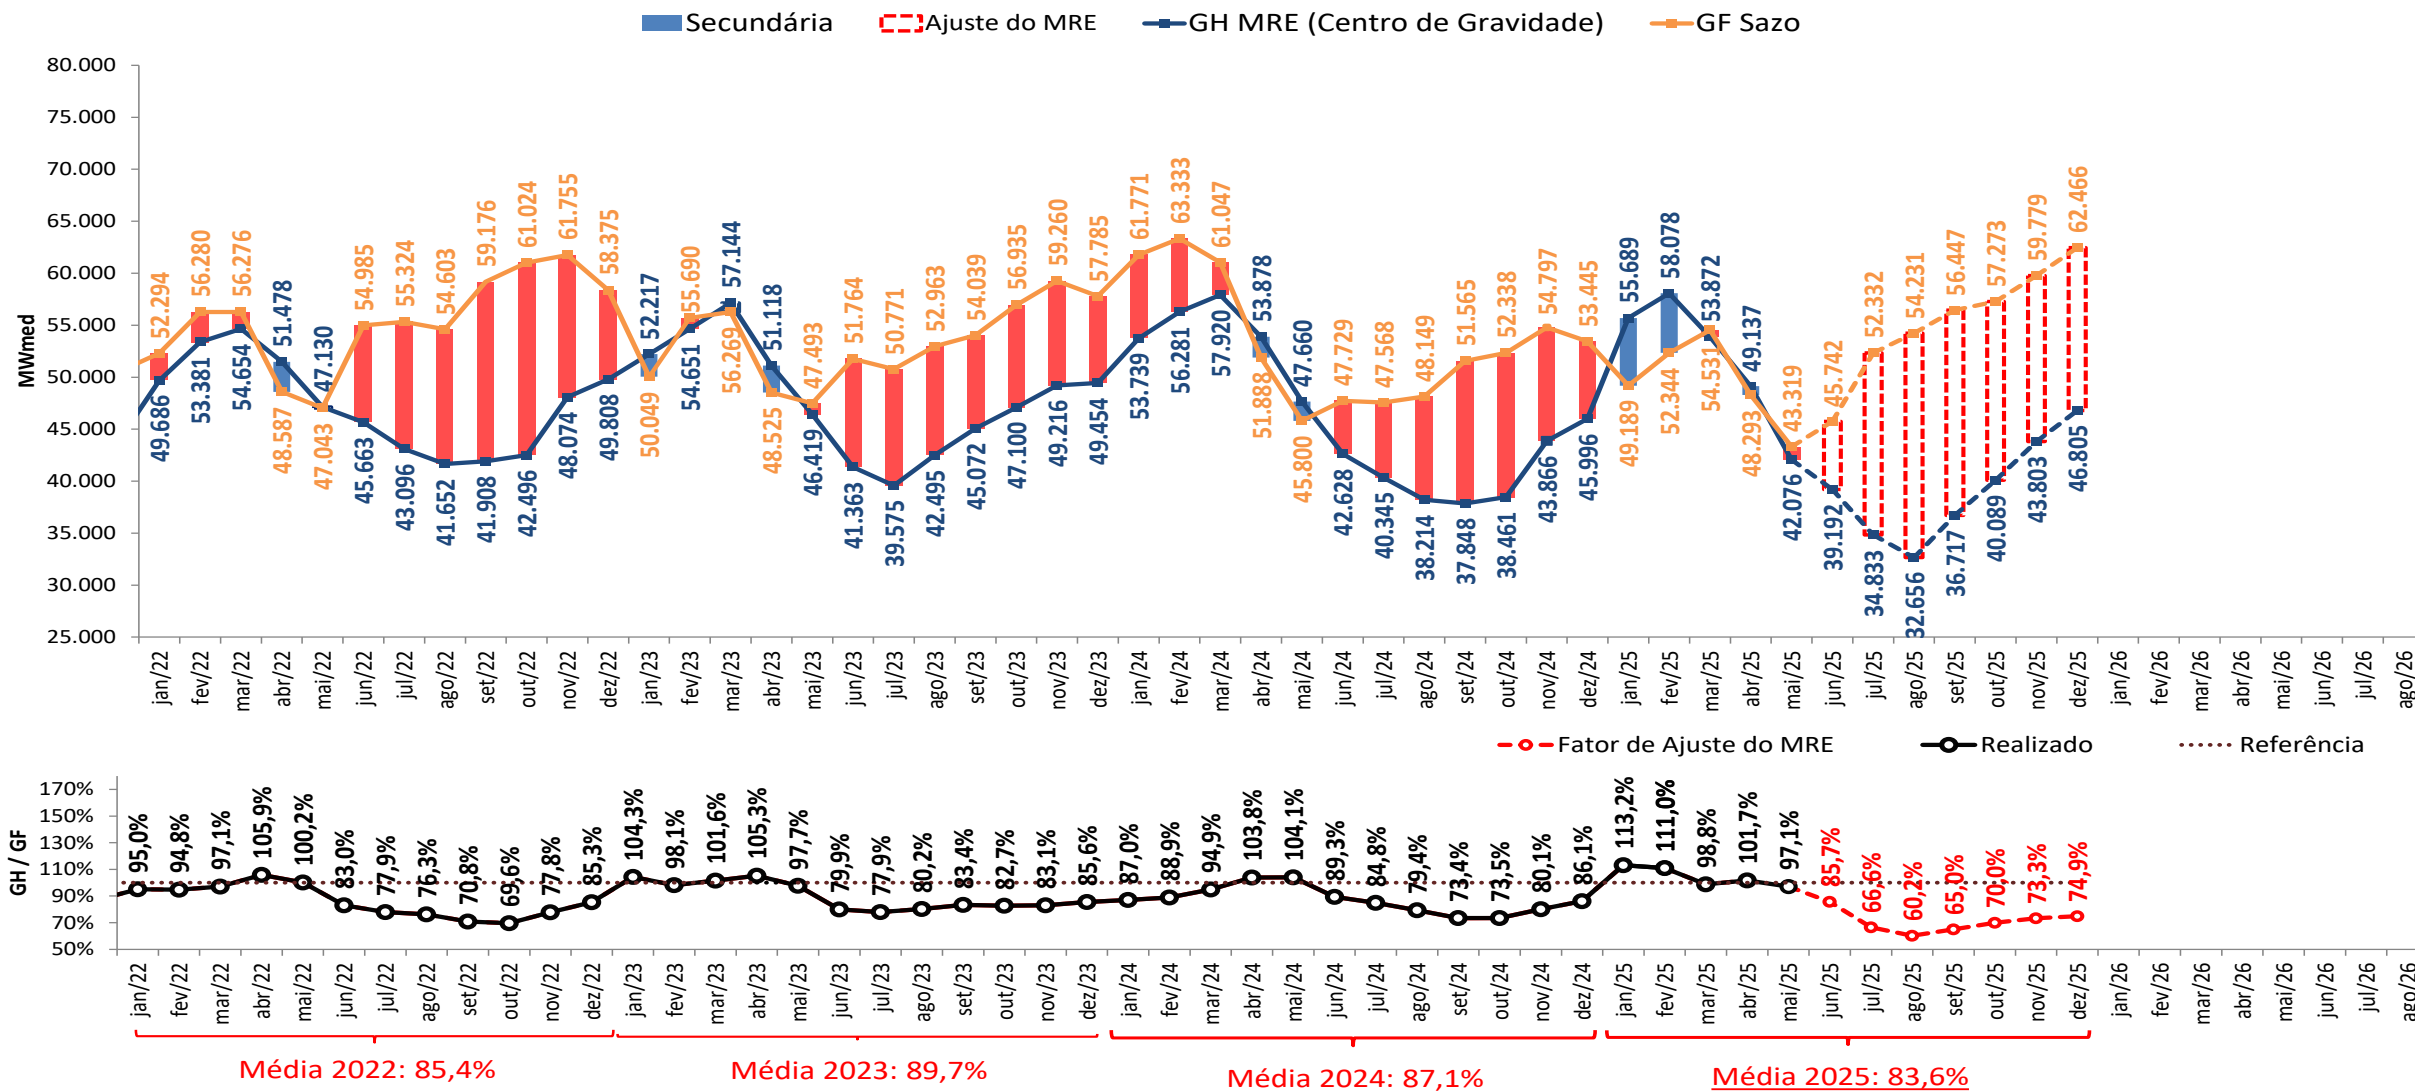 Secundária Ajuste do MRE GH MRE (Centro de Gravidade) GF Sazo
MWmed
80.000
75.000
70.000
65.000
60.000
55.000
50.000
45.000
40.000
35.000
30.000
25.000
52.294 56.280 56.276 48.587 47.043 54.985 55.324 54.603 59.176 61.024 61.755 58.375 50.049 55.690 56.269 48.525 47.493 51.764 50.771 52.963 54.039 56.935 59.260 57.785 61.771 63.333 61.047 51.888 45.800 47.729 47.568 48.149 51.565 52.338 54.797 53.445 49.189 52.344 54.531 48.293 43.319 45.742 52.332 54.231 56.447 57.273 59.779 62.466
49.686 53.381 54.654 51.478 47.130 45.663 43.096 41.652 41.908 42.496 48.074 49.808 52.217 54.651 57.144 51.118 46.419 41.363 39.575 42.495 45.072 47.100 49.216 49.454 53.739 56.281 57.920 53.878 47.660 42.628 40.345 38.214 37.848 38.461 43.866 45.996 55.689 58.078 53.872 49.137 42.076 39.192 34.833 32.656 36.717 40.089 43.803 46.805
jan/22 fev/22 mar/22 abr/22 mai/22 jun/22 jul/22 ago/22 set/22 out/22 nov/22 dez/22 jan/23 fev/23 mar/23 abr/23 mai/23 jun/23 jul/23 ago/23 set/23 out/23 nov/23 dez/23 jan/24 fev/24 mar/24 abr/24 mai/24 jun/24 jul/24 ago/24 set/24 out/24 nov/24 dez/24 jan/25 fev/25 mar/25 abr/25 mai/25 jun/25 jul/25 ago/25 set/25 out/25 nov/25 dez/25 jan/26 fev/26 mar/26 abr/26 mai/26 jun/26 jul/26 ago/26
Fator de Ajuste do MRE Realizado Referência
GH / GF
170%
150%
130%
110%
90%
70%
50%
95,0% 94,8% 97,1% 105,9% 100,2% 83,0% 77,9% 76,3% 70,8% 69,6% 77,8% 85,3% 104,3% 98,1% 101,6% 105,3% 97,7% 79,9% 77,9% 80,2% 83,4% 82,7% 83,1% 85,6% 87,0% 88,9% 94,9% 103,8% 104,1% 89,3% 84,8% 79,4% 73,4% 73,5% 80,1% 86,1% 113,2% 111,0% 98,8% 101,7% 97,1% 85,7% 66,6% 60,2% 65,0% 70,0% 73,3% 74,9%
jan/22 fev/22 mar/22 abr/22 mai/22 jun/22 jul/22 ago/22 set/22 out/22 nov/22 dez/22 jan/23 fev/23 mar/23 abr/23 mai/23 jun/23 jul/23 ago/23 set/23 out/23 nov/23 dez/23 jan/24 fev/24 mar/24 abr/24 mai/24 jun/24 jul/24 ago/24 set/24 out/24 nov/24 dez/24 jan/25 fev/25 mar/25 abr/25 mai/25 jun/25 jul/25 ago/25 set/25 out/25 nov/25 dez/25 jan/26 fev/26 mar/26 abr/26 mai/26 jun/26 jul/26 ago/26
Média 2022: 85,4% Média 2023: 89,7% Média 2024: 87,1% Média 2025: 83,6%